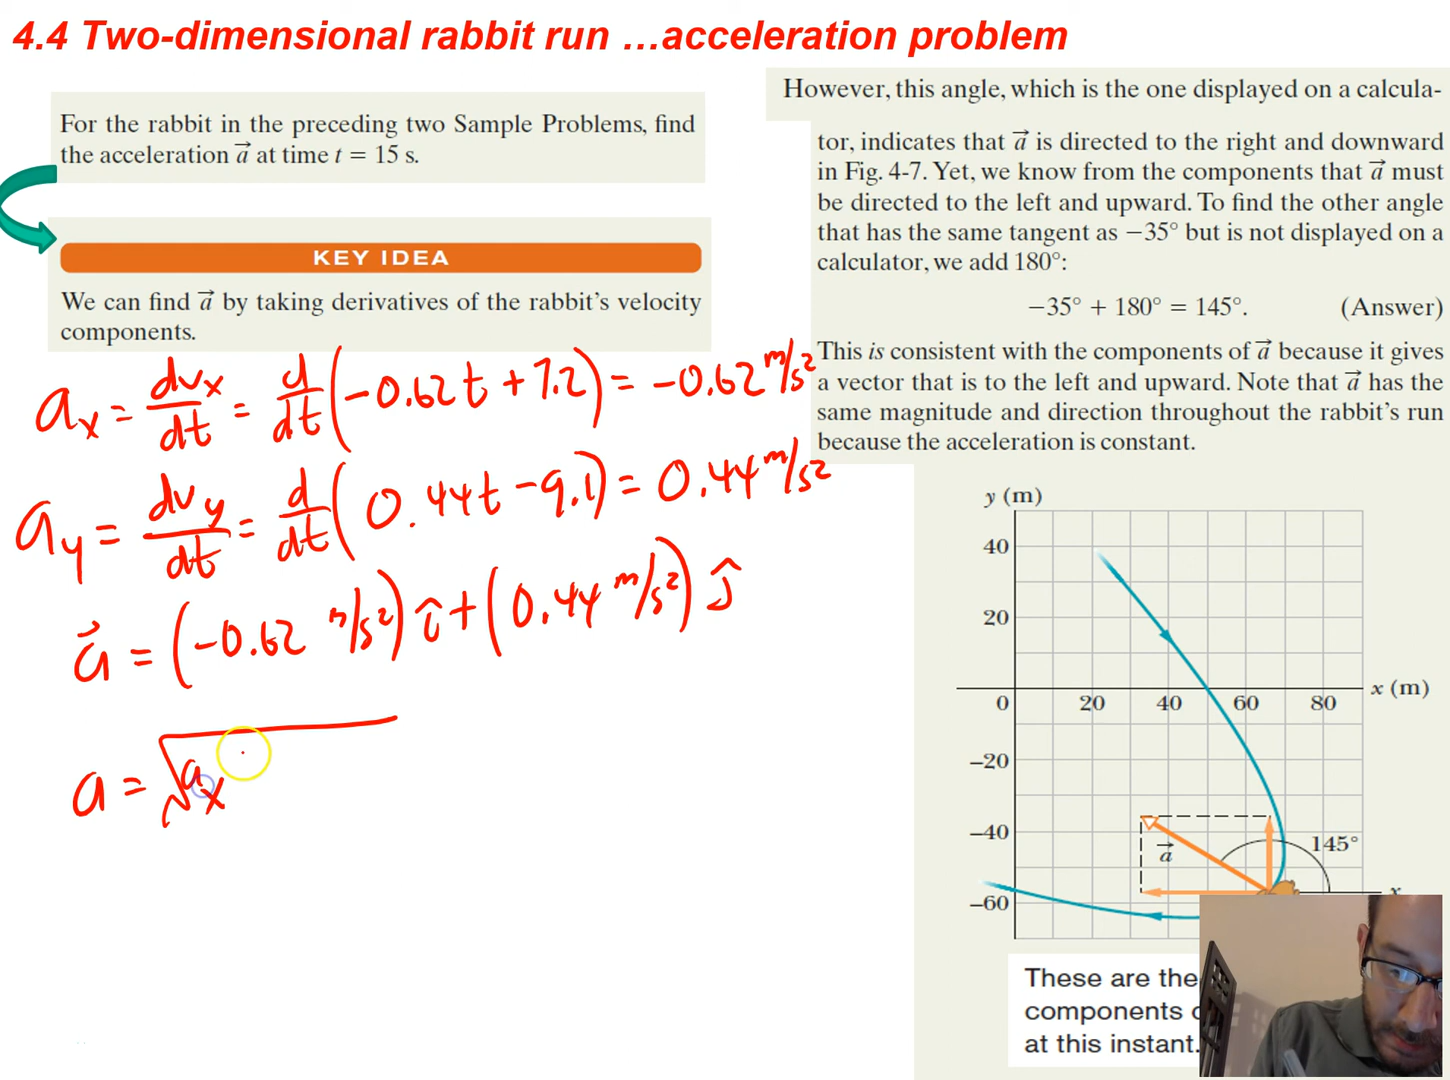 4.4 Two-dimensional rabbit run …acceleration problem
For the rabbit in the preceding two Sample Problems, find
the acceleration a⃗ at time t = 15 s.
KEY IDEA
We can find a⃗ by taking derivatives of the rabbit's velocity
components.
aₓ = dvₓ/dt = d/dt (−0.62t + 7.2) = −0.62 m/s²
a_y = dv_y/dt = d/dt (0.44t − 9.1) = 0.44 m/s²
a⃗ = (−0.62 m/s²) î + (0.44 m/s²) ĵ
a = √aₓ
However, this angle, which is the one displayed on a calcula-
tor, indicates that a⃗ is directed to the right and downward
in Fig. 4-7. Yet, we know from the components that a⃗ must
be directed to the left and upward. To find the other angle
that has the same tangent as −35° but is not displayed on a
calculator, we add 180°:
−35° + 180° = 145°. (Answer)
This is consistent with the components of a⃗ because it gives
a vector that is to the left and upward. Note that a⃗ has the
same magnitude and direction throughout the rabbit's run
because the acceleration is constant.
y (m)
40
20
x (m)
0 20 40 60 80
−20
−40
a⃗
145°
x
−60
These are the
components
at this instant.